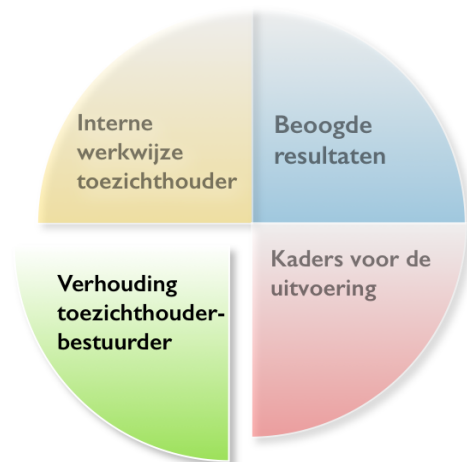 Interne
werkwijze
toezichthouder
Beoogde
resultaten
Verhouding
toezichthouder-
bestuurder
Kaders voor de
uitvoering